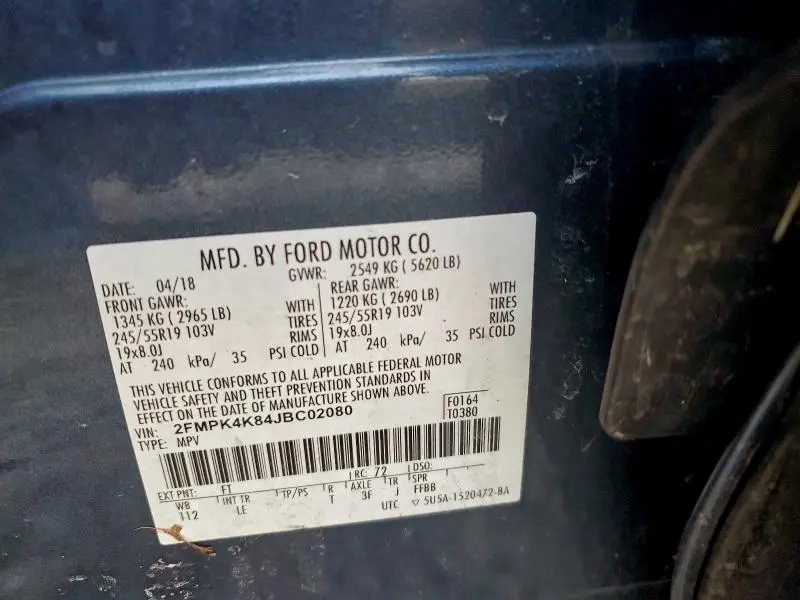 MFD. BY FORD MOTOR CO.
DATE: 04/18 GVWR: 2549 KG ( 5620 LB)
FRONT GAWR: REAR GAWR:
1345 KG ( 2965 LB) WITH 1220 KG ( 2690 LB) WITH
245/55R19 103V TIRES 245/55R19 103V TIRES
19x8.0J RIMS 19x8.0J RIMS
AT 240 kPa/ 35 PSI COLD AT 240 kPa/ 35 PSI COLD
THIS VEHICLE CONFORMS TO ALL APPLICABLE FEDERAL MOTOR
VEHICLE SAFETY AND THEFT PREVENTION STANDARDS IN
EFFECT ON THE DATE OF MANUFACTURE SHOWN ABOVE.
VIN: 2FMPK4K84JBC02080 F0164
TYPE: MPV T0380
EXT PNT: FT RC: 72 DSO:
WB INT TR TP/PS R AXLE TR SPR
112 LE T 3F J FFBB
UTC 5U5A-1520472-BA